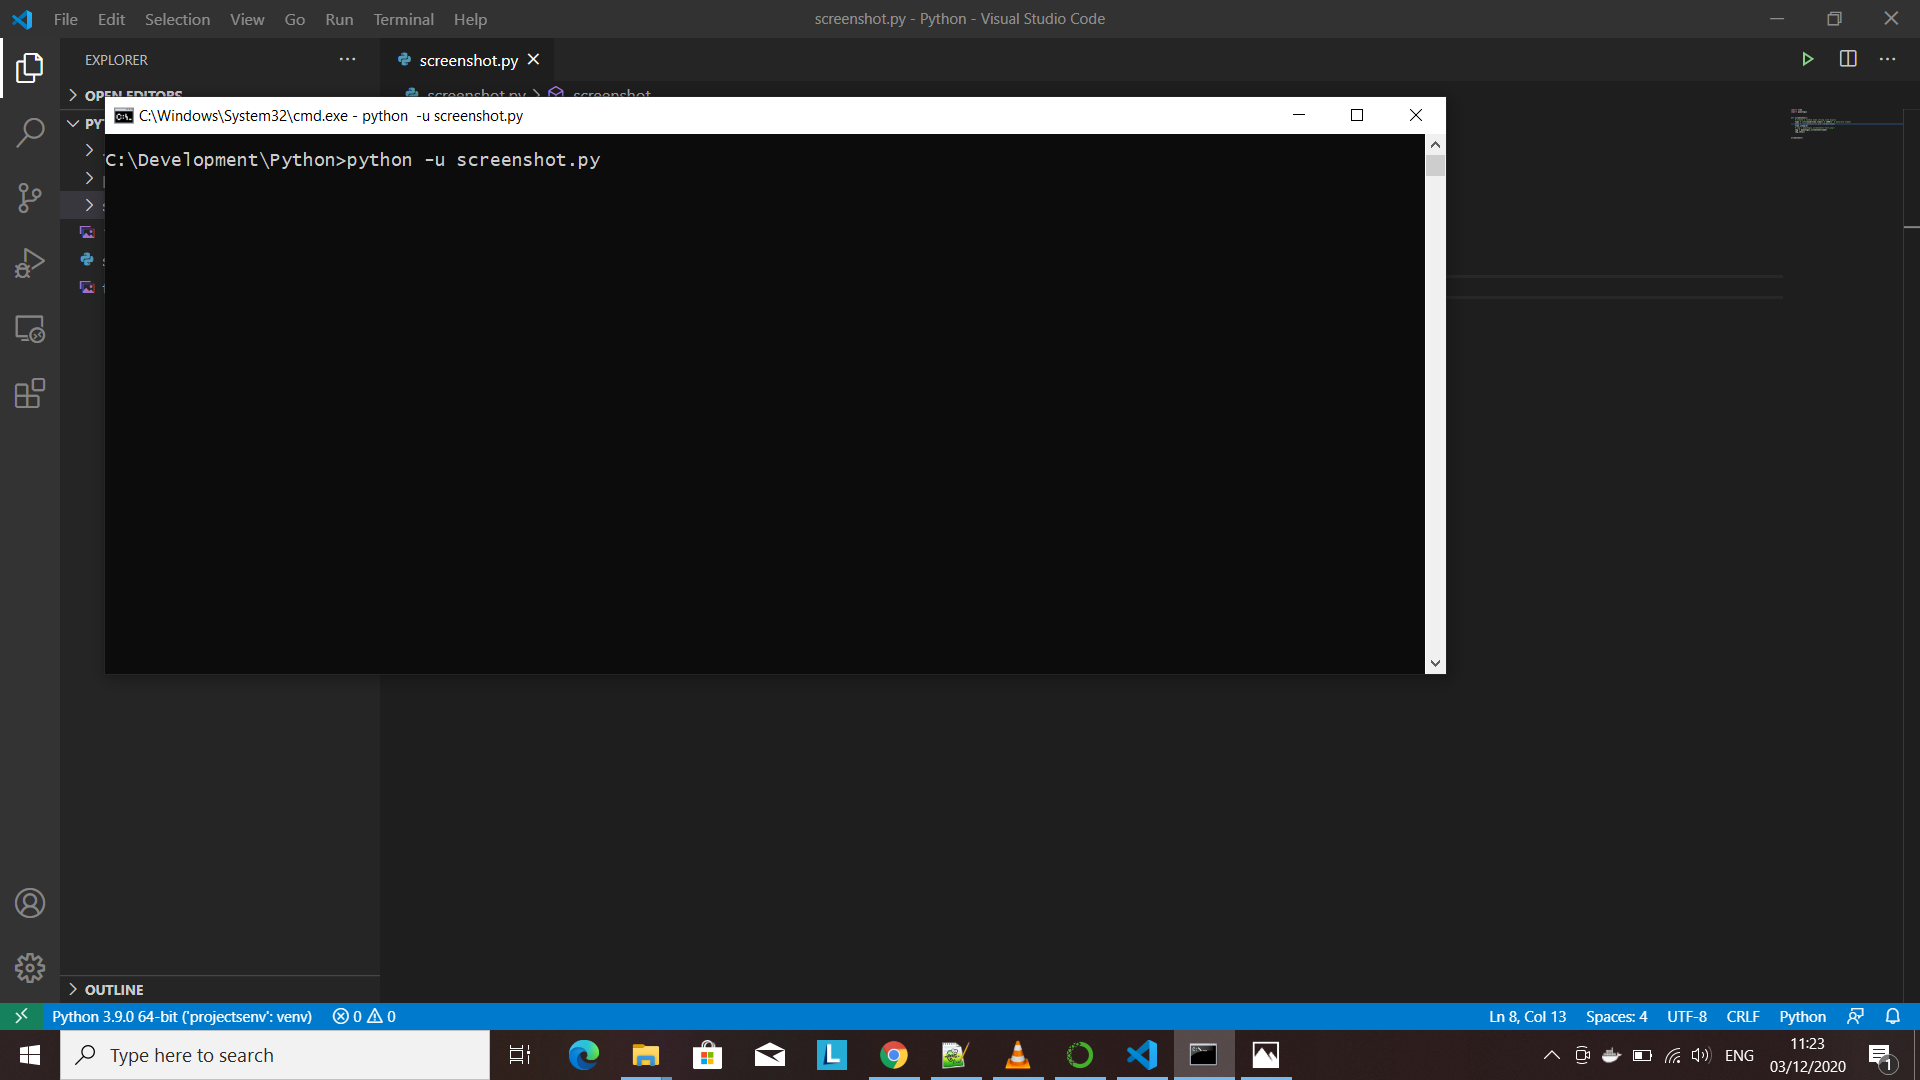 File Edit Selection View Go Run Terminal Help
screenshot.py - Python - Visual Studio Code
EXPLORER
screenshot.py
OPEN EDITORS
screenshot.py > screenshot
PY
C:\Windows\System32\cmd.exe - python  -u screenshot.py
C:\Development\Python>python -u screenshot.py
OUTLINE
Python 3.9.0 64-bit ('projectsenv': venv) 0 0
Ln 8, Col 13 Spaces: 4 UTF-8 CRLF Python
Type here to search
L
ENG
11:23
03/12/2020
1